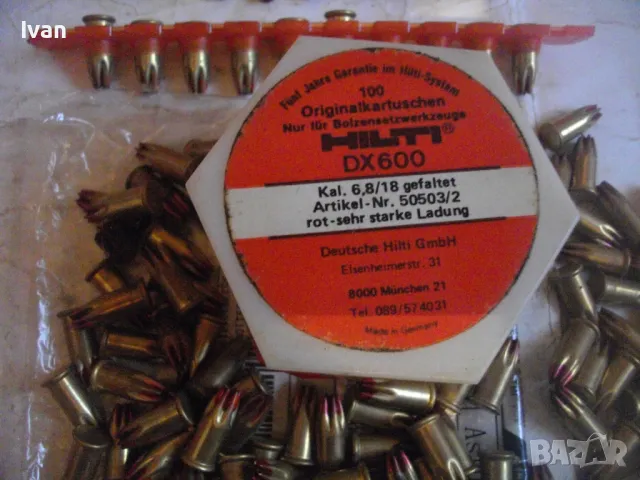 Ivan
Fünf Jahre Garantie im Hilti-System
100
Originalkartuschen
Nur für Bolzensetzwerkzeuge
HILTI®
DX600
Kal. 6,8/18 gefaltet
Artikel-Nr. 50503/2
rot-sehr starke Ladung
Deutsche Hilti GmbH
Elsenheimerstr. 31
8000 München 21
Tel. 089/574031
Made in Germany
BAZAR